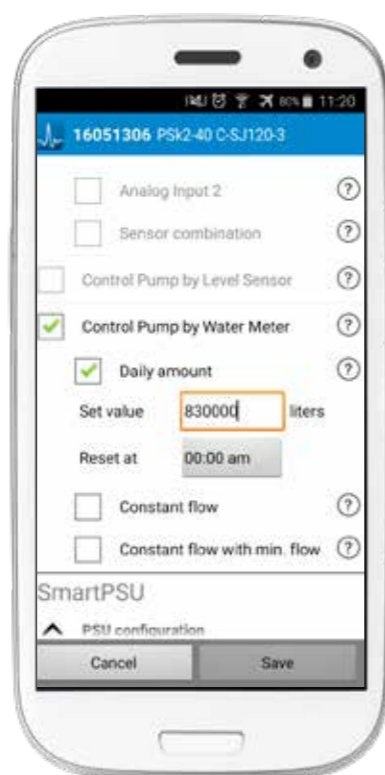 80% 11:20
16051306 PSk2-40 C-SJ120-3
Analog Input 2 ?
Sensor combination ?
Control Pump by Level Sensor ?
Control Pump by Water Meter ?
Daily amount ?
Set value 830000 liters
Reset at 00:00 am
Constant flow ?
Constant flow with min. flow ?
SmartPSU
PSU configuration
Cancel Save